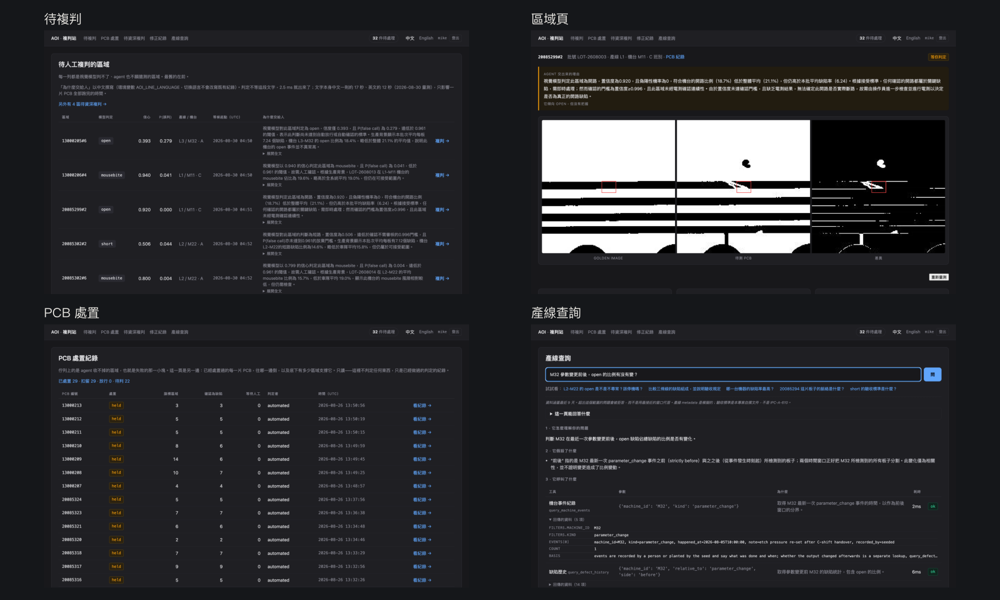 待複判
AOI · 複判站 待複判 PCB 處置 待資深複判 修正紀錄 產線查詢 32 件待處理 中文 English mike 登出
待人工複判的區域
每一列都是視覺模型判不了、agent 也不願臆測的區域。最舊的在前。
「為什麼交給人」以中文撰寫（環境變數 AOI_LINE_LANGUAGE，切換語言不會改寫既有紀錄）。判定不等這段文字，2.5 ms 就出來了；文字本身中文一則約 17 秒、英文約 12 秒（2026-08-30 量測），只影響一
片 PCB 全部跑完的時間。
另外有 4 區待資深複判 →
區域 模型判定 信心 P(誤判) 產線 / 機台 等候起點 (UTC) 為什麼交給人
13000205#6 open 0.393 0.279 L3 / M32 · A 2026-08-30 04:50 複判 →
視覺模型對此區域判定為 open，信度僅 0.393，且 P(false call) 為 0.279，遠低於 0.961
的閾值，表示此判斷尚未達到自動放行或自動確認的標準。生產背景顯示本批次平均每板
7.24 個缺陷，機台 L3-M32 的 open 比例為 18.4%，略低於整體 21.1% 的平均值，說明此
機台的 open 事件並不異常高。
▸ 展開全文
13000206#4 mousebite 0.940 0.041 L1 / M11 · C 2026-08-30 04:50 複判 →
視覺模型以 0.940 的信心判定此區域為 mousebite，且 P(false call) 為 0.041，低於
0.961 的閾值，故需人工確認。根據生產背景，LOT-2608013 在 L1-M11 機台的
mousebite 佔比為 19.6%，略高於全系統平均 19.0%，但仍在可接受範圍內。
▸ 展開全文
20085299#2 open 0.920 0.000 L1 / M11 · C 2026-08-30 04:51 複判 →
視覺模型判定此區域為開路，置信度為0.920，且偽陽性機率為0，符合機台的開路比例
（18.7%）低於整體平均（21.1%），但仍高於本批平均缺陷率（6.24）。根據接受標準，任
何確認的開路都屬於關鍵缺陷，需即時處理；然而確認的門檻為置信度≥0.996，且此區域
未經電測確認連續性。
▸ 展開全文
20085302#2 short 0.506 0.044 L2 / M22 · A 2026-08-30 04:52 複判 →
視覺模型對此區域的判斷為短路，置信度為0.506，遠低於確認不需審核的0.996門檻，且
P(false call)亦未達到0.961的放棄門檻。生產背景顯示本批次平均每板有7.12個缺陷，機台
L2-M22的短路缺陷比例為14.6%，略低於車隊平均15.8%，但仍屬於可接受範圍。
▸ 展開全文
20085302#6 mousebite 0.800 0.004 L2 / M22 · A 2026-08-30 04:52 複判 →
視覺模型以 0.799 的信心判定此區域為 mousebite，且 P(false call) 為 0.004，遠低於
0.961 的閾值，故需人工確認。根據生產背景，LOT-2608014 在 L2-M22 的平均
mousebite 比例為 15.7%，低於車隊平均 19.0%，顯示此機台的 mousebite 風險相對較
低，但仍需檢查。
▸ 展開全文
區域頁
AOI · 複判站 待複判 PCB 處置 待資深複判 修正紀錄 產線查詢 32 件待處理 中文 English mike 登出
20085299#2 批號 LOT-2608003 · 產線 L1 · 機台 M11 · C 班別 · PCB 紀錄 等你判定
AGENT 交出來的理由
視覺模型判定此區域為開路，置信度為0.920，且偽陽性機率為0，符合機台的開路比例（18.7%）低於整體平均（21.1%），但仍高於本批平均缺陷率（6.24）。根據接受標準，任何確認的開路都屬於關鍵缺
陷，需即時處理；然而確認的門檻為置信度≥0.996，且此區域未經電測確認連續性。由於置信度未達確認門檻，且缺乏電測結果，無法確定此開路是否實際斷路，故需由操作員進一步檢查並進行電測以決定
是否為真正的開路缺陷。
它傾向 OPEN，但沒有把握
GOLDEN IMAGE 待測 PCB 差異
重新量測
PCB 處置
AOI · 複判站 待複判 PCB 處置 待資深複判 修正紀錄 產線查詢 32 件待處理 中文 English mike 登出
PCB 處置紀錄
佇列上的是 agent 收不掉的區域，也就是失敗的那一小塊。這一頁是另一邊：已經處置過的每一片 PCB，往哪一邊倒，以及底下有多少區域支撐它。只讀——這裡不判定任何東西，只是已經做過的判定的紀錄。
已處置 29 · 扣留 29 · 放行 0 · 待判 22
PCB 編號 處置 讀檔區域 確認為缺陷 等待人工 判定者 時間 (UTC)
13000213 held 3 3 0 automated 2026-08-26 13:50:56 看紀錄 →
13000212 held 5 5 0 automated 2026-08-26 13:50:19 看紀錄 →
13000211 held 5 5 0 automated 2026-08-26 13:50:15 看紀錄 →
13000210 held 8 6 0 automated 2026-08-26 13:49:59 看紀錄 →
13000209 held 14 6 0 automated 2026-08-26 13:49:45 看紀錄 →
13000208 held 10 7 0 automated 2026-08-26 13:49:25 看紀錄 →
13000207 held 4 4 0 automated 2026-08-26 13:48:57 看紀錄 →
20085324 held 5 5 0 automated 2026-08-26 13:37:56 看紀錄 →
20085323 held 7 7 0 automated 2026-08-26 13:36:38 看紀錄 →
20085321 held 6 6 0 automated 2026-08-26 13:34:48 看紀錄 →
20085320 held 2 2 0 automated 2026-08-26 13:34:46 看紀錄 →
20085318 held 7 7 0 automated 2026-08-26 13:33:29 看紀錄 →
20085317 held 9 9 0 automated 2026-08-26 13:32:56 看紀錄 →
20085316 held 5 5 0 automated 2026-08-26 13:32:26 看紀錄 →
產線查詢
AOI · 複判站 待複判 PCB 處置 待資深複判 修正紀錄 產線查詢 32 件待處理 中文 English mike 登出
產線查詢
M32 參數變更前後，open 的比例有沒有變？ 問
試試看： L2-M22 的 open 是不是不尋常？該停機嗎？ 比較三條線的缺陷組成，並說明驗收規定 哪一台機器的缺陷率最高？ 20085294 這片板子的脈絡是什麼？ short 的驗收標準是什麼？
資料涵蓋最近 9 天。超出這個範圍的問題會被拒答，而不是用最接近的窗口代答。產線 metadata 是模擬的；驗收標準是本專案自撰文件，不是 IPC-A-610。
▸ 這一頁能回答什麼
1 · 它怎麼理解你的問題
判斷 M32 在最近一次參數變更前後，open 缺陷佔總缺陷的比例是否有變化。
2 · 它假設了什麼
• "前後" 指的是 M32 最新一次 parameter_change 事件之前（strictly before）與之之後（從事件發生時刻起）所檢測到的板子；兩個時間窗口正好把 M32 所檢測到的所有板子分割。此變化僅為相關
性，並不證明變更造成了比例變動。
3 · 它呼叫了什麼
工具 參數 為什麼 耗時
機台事件紀錄 query_machine_events {'machine_id': 'M32', 'kind': 'parameter_change'} 取得 M32 最新一次 parameter_change 事件的時間，以作為前後 窗口的分界。 2ms ok
▾ 回傳的資料（5 項）
FILTERS.MACHINE_ID M32
FILTERS.KIND parameter_change
EVENTS[0] machine_id=M32, kind=parameter_change, happened_at=2026-08-05T10:00:00, note=etch pressure re-set after C-shift handover, recorded_by=seeded
COUNT 1
BASIS events are recorded by a person or planted by the seed and say what was done and when; whether the output changed afterwards is a separate lookup, query_defect…
缺陷歷史 query_defect_history {'machine_id': 'M32', 'relative_to': 'parameter_change', 'side': 'before'} 取得參數變更前 M32 的缺陷統計，包含 open 的比例。 6ms ok
▸ 回傳的資料（14 項）